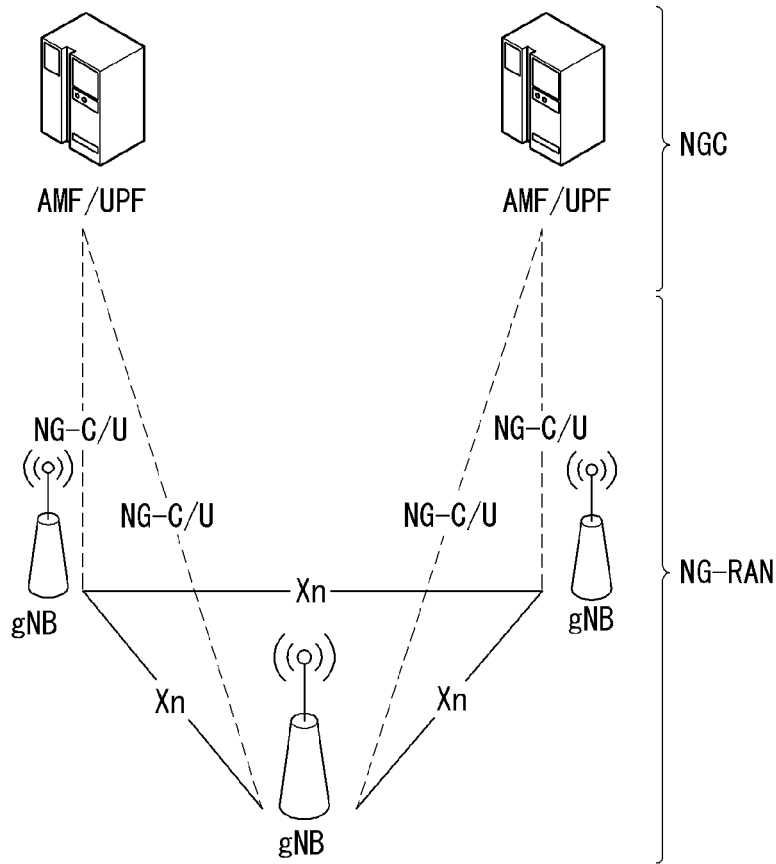 NGC
AMF/UPF
AMF/UPF
NG-C/U
NG-C/U
NG-C/U
NG-C/U
Xn
NG-RAN
gNB
gNB
Xn
Xn
gNB